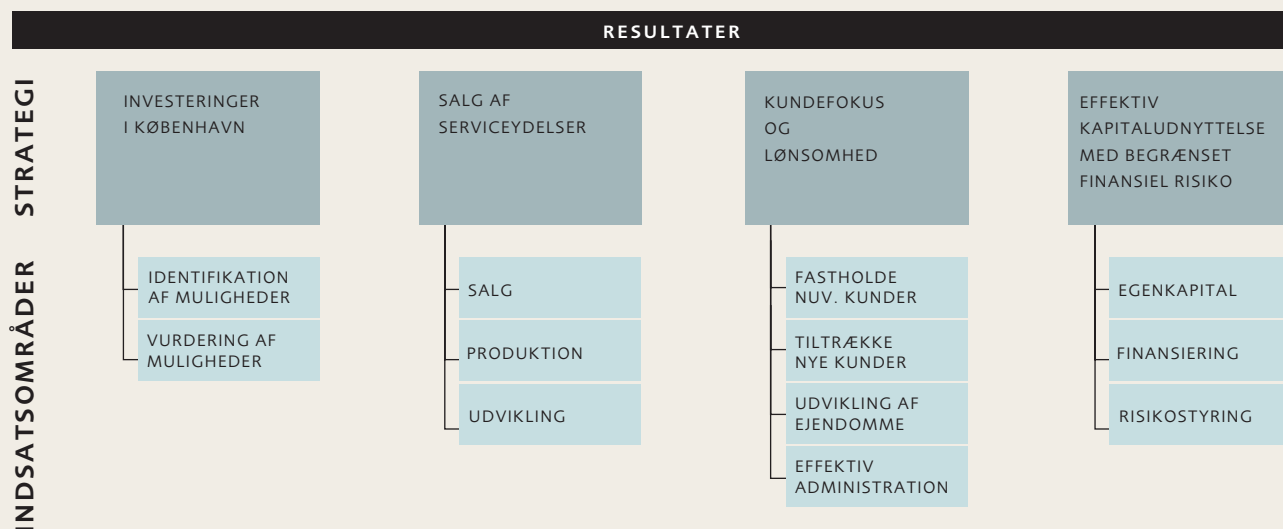 RESULTATER
STRATEGI
INVESTERINGER
I KØBENHAVN
SALG AF
SERVICEYDELSER
KUNDEFOKUS
OG
LØNSOMHED
EFFEKTIV
KAPITALUDNYTTELSE
MED BEGRÆNSET
FINANSIEL RISIKO
INDSATSOMRÅDER
IDENTIFIKATION
AF MULIGHEDER
VURDERING AF
MULIGHEDER
SALG
PRODUKTION
UDVIKLING
FASTHOLDE
NUV. KUNDER
TILTRÆKKE
NYE KUNDER
UDVIKLING AF
EJENDOMME
EFFEKTIV
ADMINISTRATION
EGENKAPITAL
FINANSIERING
RISIKOSTYRING